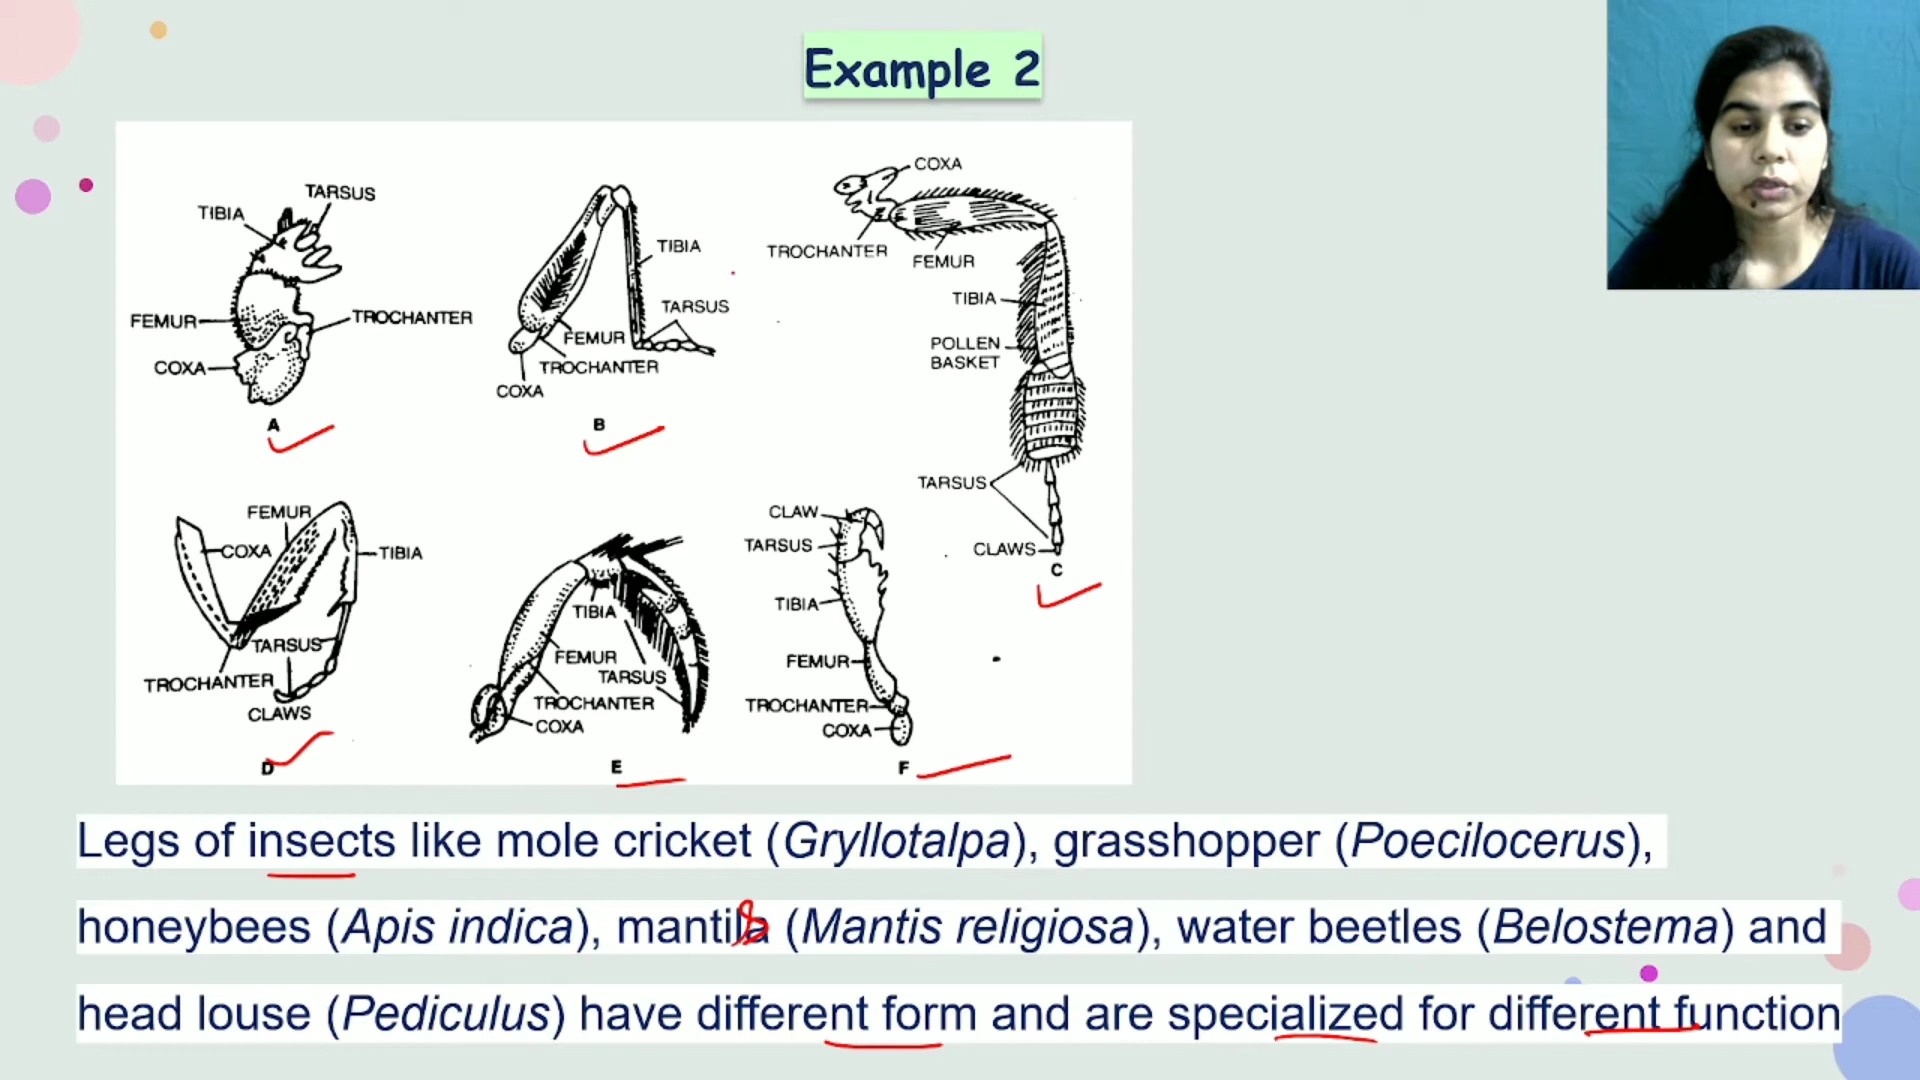 Example 2
TARSUS
TIBIA
FEMUR
TROCHANTER
COXA
A
TIBIA
TARSUS
FEMUR
TROCHANTER
COXA
B
COXA
TROCHANTER
FEMUR
TIBIA
POLLEN
BASKET
TARSUS
CLAWS
C
FEMUR
COXA
TIBIA
TARSUS
TROCHANTER
CLAWS
D
TIBIA
FEMUR
TARSUS
TROCHANTER
COXA
E
CLAW
TARSUS
TIBIA
FEMUR
TROCHANTER
COXA
F
Legs of insects like mole cricket (Gryllotalpa), grasshopper (Poecilocerus),
honeybees (Apis indica), (Mantis religiosa), water beetles (Belostema) and
head louse (Pediculus) have different form and are specialized for different function